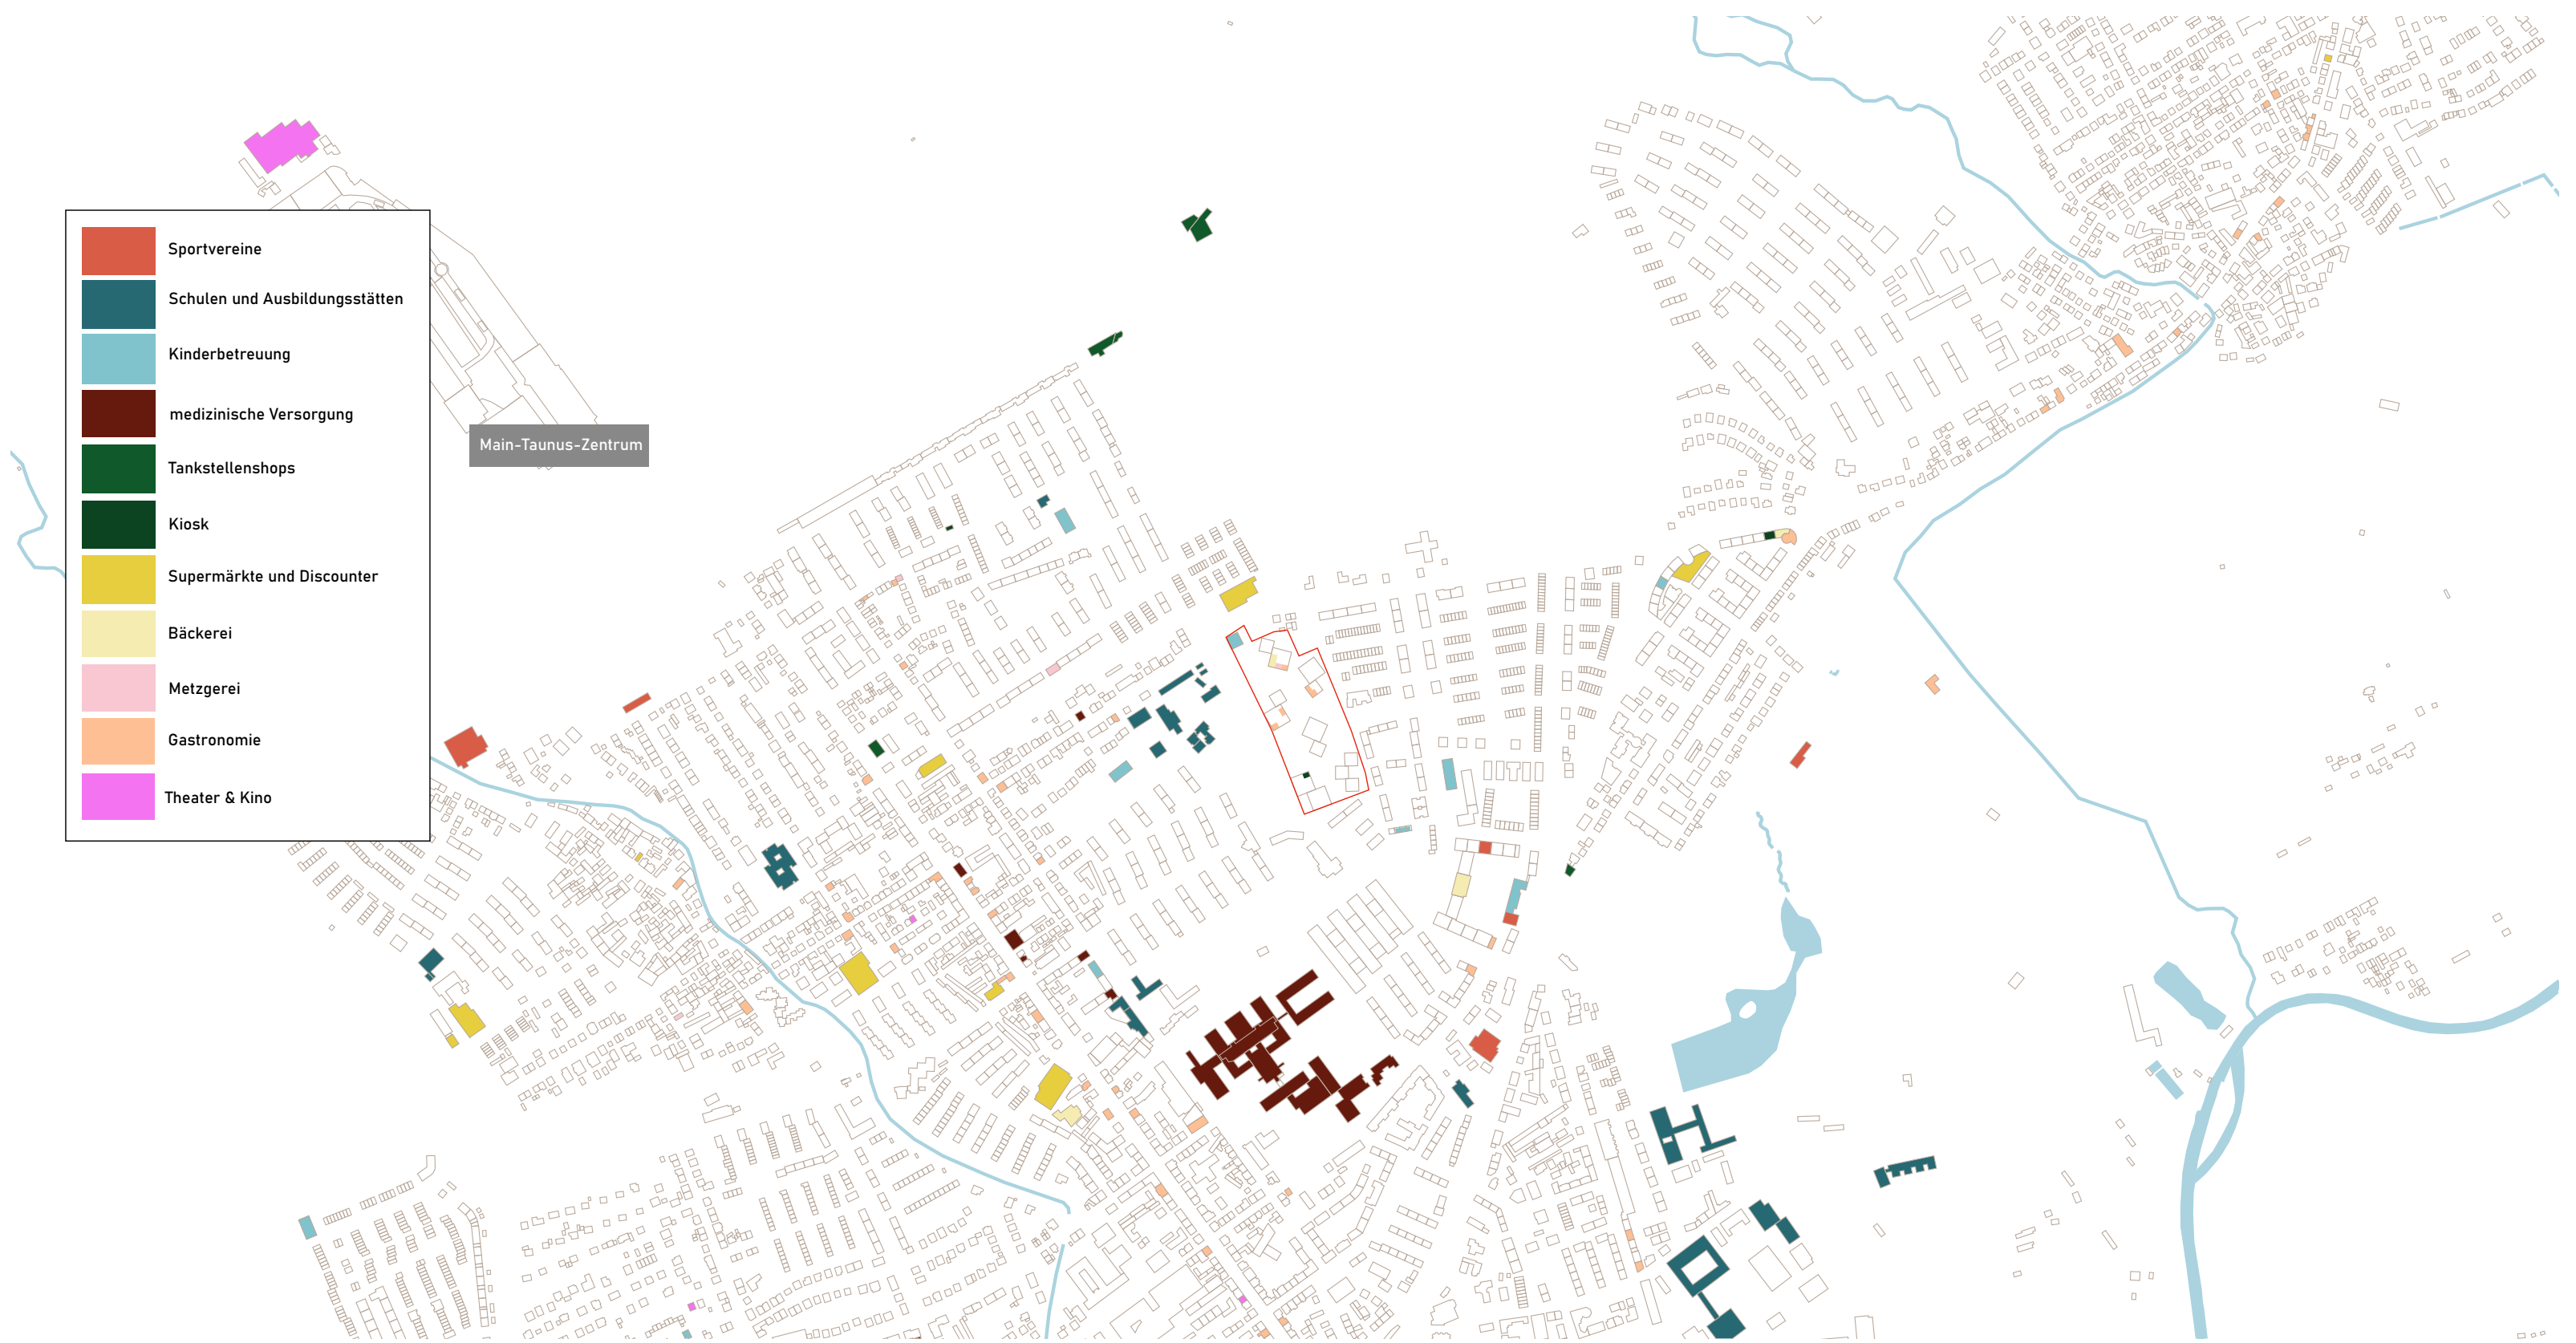 Sportvereine
Schulen und Ausbildungsstätten
Kinderbetreuung
medizinische Versorgung
Tankstellenshops
Kiosk
Supermärkte und Discounter
Bäckerei
Metzgerei
Gastronomie
Theater & Kino
Main-Taunus-Zentrum